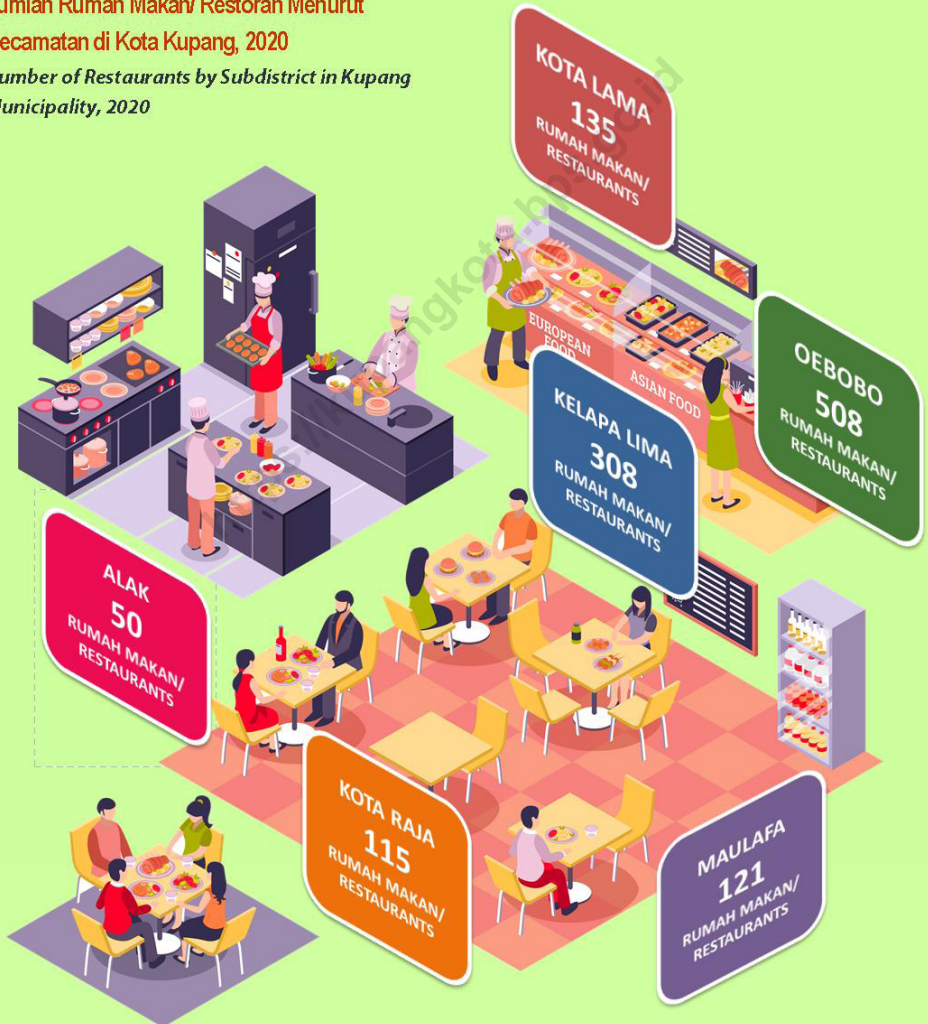 umlah Rumah Makan/ Restoran Menurut
ecamatan di Kota Kupang, 2020
umber of Restaurants by Subdistrict in Kupang
unicipality, 2020
KOTA LAMA
135
RUMAH MAKAN/
RESTAURANTS
OEBOBO
508
RUMAH MAKAN/
RESTAURANTS
EUROPEAN
FOOD
ASIAN FOOD
KELAPA LIMA
308
RUMAH MAKAN/
RESTAURANTS
ALAK
50
RUMAH MAKAN/
RESTAURANTS
KOTA RAJA
115
RUMAH MAKAN/
RESTAURANTS
MAULAFA
121
RUMAH MAKAN/
RESTAURANTS